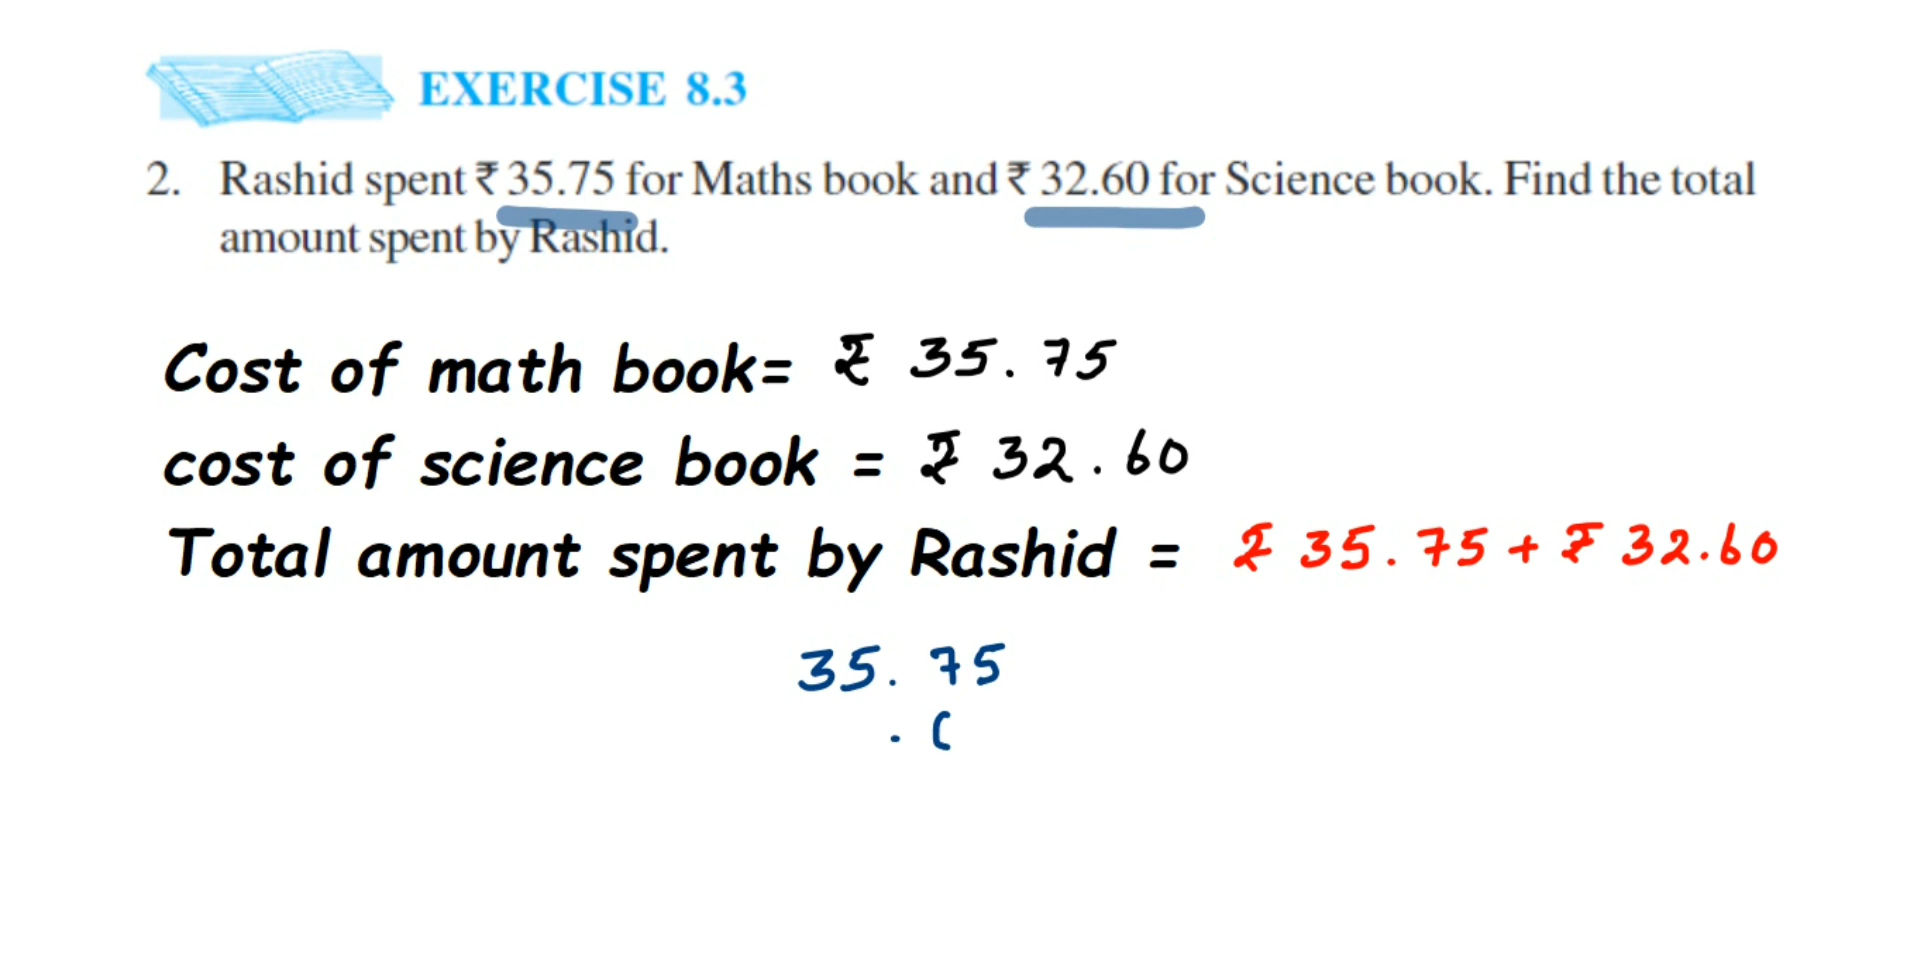 EXERCISE 8.3
2. Rashid spent ₹ 35.75 for Maths book and ₹ 32.60 for Science book. Find the total
amount spent by Rashid.
Cost of math book= ₹ 35.75
cost of science book = ₹ 32.60
Total amount spent by Rashid = ₹ 35.75 + ₹ 32.60
35.75
.